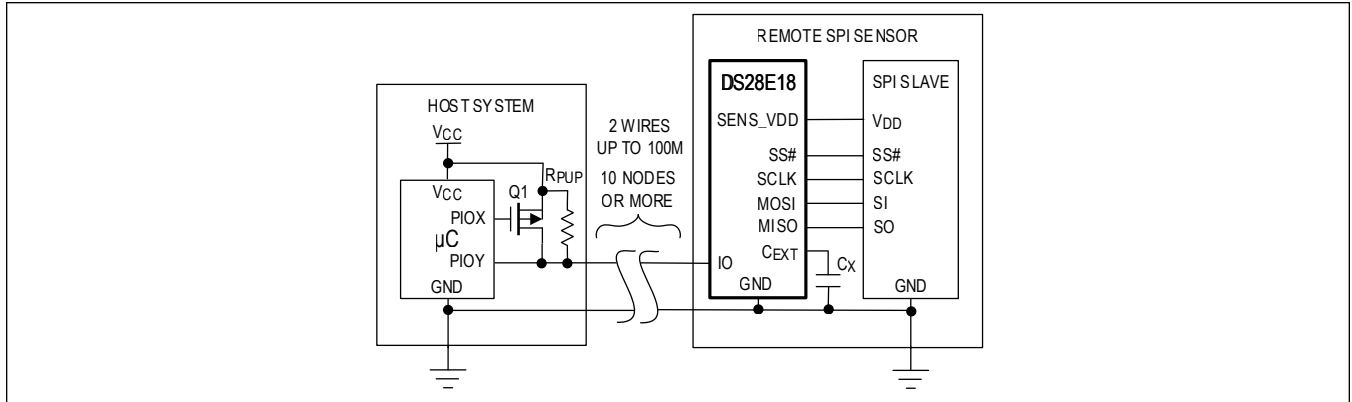 REMOTE SPI SENSOR
DS28E18
SPI SLAVE
HOST SYSTEM
VCC
2 WIRES
UP TO 100M
10 NODES
OR MORE
SENS_VDD
VDD
SS#
SS#
SCLK
SCLK
MOSI
SI
MISO
SO
CEXT
CX
IO
GND
GND
VCC
Q1
RPUP
PIOX
µC
PIOY
GND